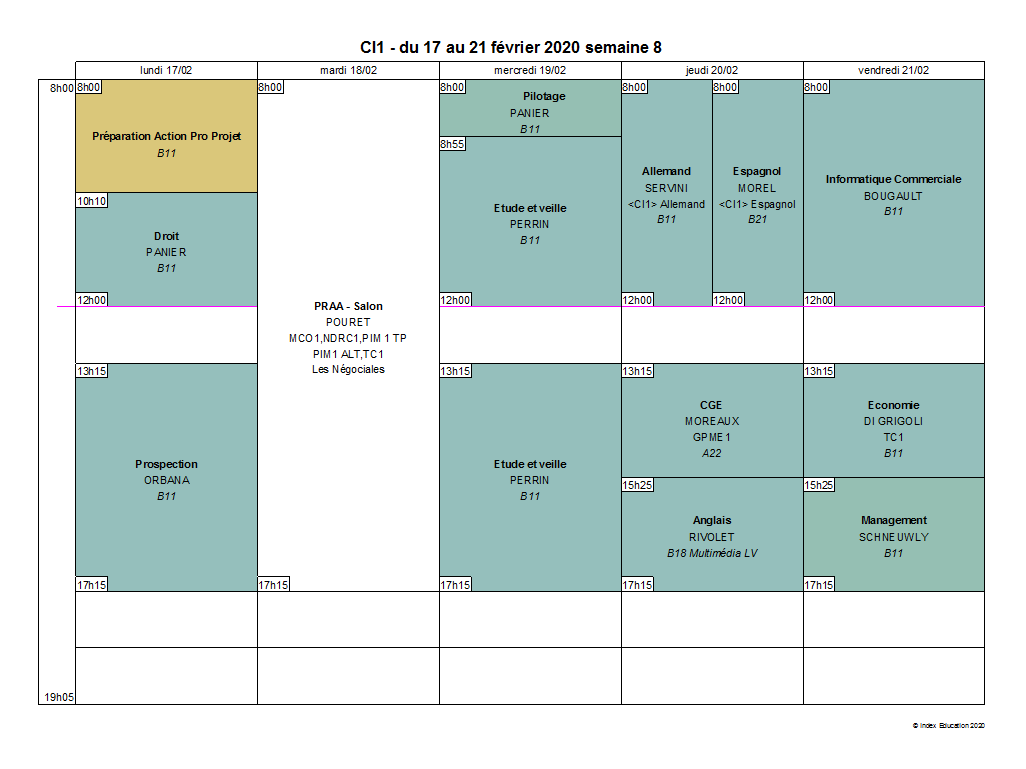 CI1 - du 17 au 21 février 2020 semaine 8
lundi 17/02
mardi 18/02
mercredi 19/02
jeudi 20/02
vendredi 21/02
8h00
19h05
8h00
Préparation Action Pro Projet
B11
10h10
Droit
PANIER
B11
12h00
13h15
Prospection
ORBANA
B11
17h15
8h00
PRAA - Salon
POURET
MCO1,NDRC1,PIM 1 TP
PIM1 ALT,TC1
Les Négociales
17h15
8h00
Pilotage
PANIER
B11
8h55
Etude et veille
PERRIN
B11
12h00
13h15
Etude et veille
PERRIN
B11
17h15
8h00
Allemand
SERVINI
<CI1> Allemand
B11
12h00
8h00
Espagnol
MOREL
<CI1> Espagnol
B21
12h00
13h15
CGE
MOREAUX
GPME1
A22
15h25
Anglais
RIVOLET
B18 Multimédia LV
17h15
8h00
Informatique Commerciale
BOUGAULT
B11
12h00
13h15
Economie
DI GRIGOLI
TC1
B11
15h25
Management
SCHNEUWLY
B11
17h15
© Index Education 2020